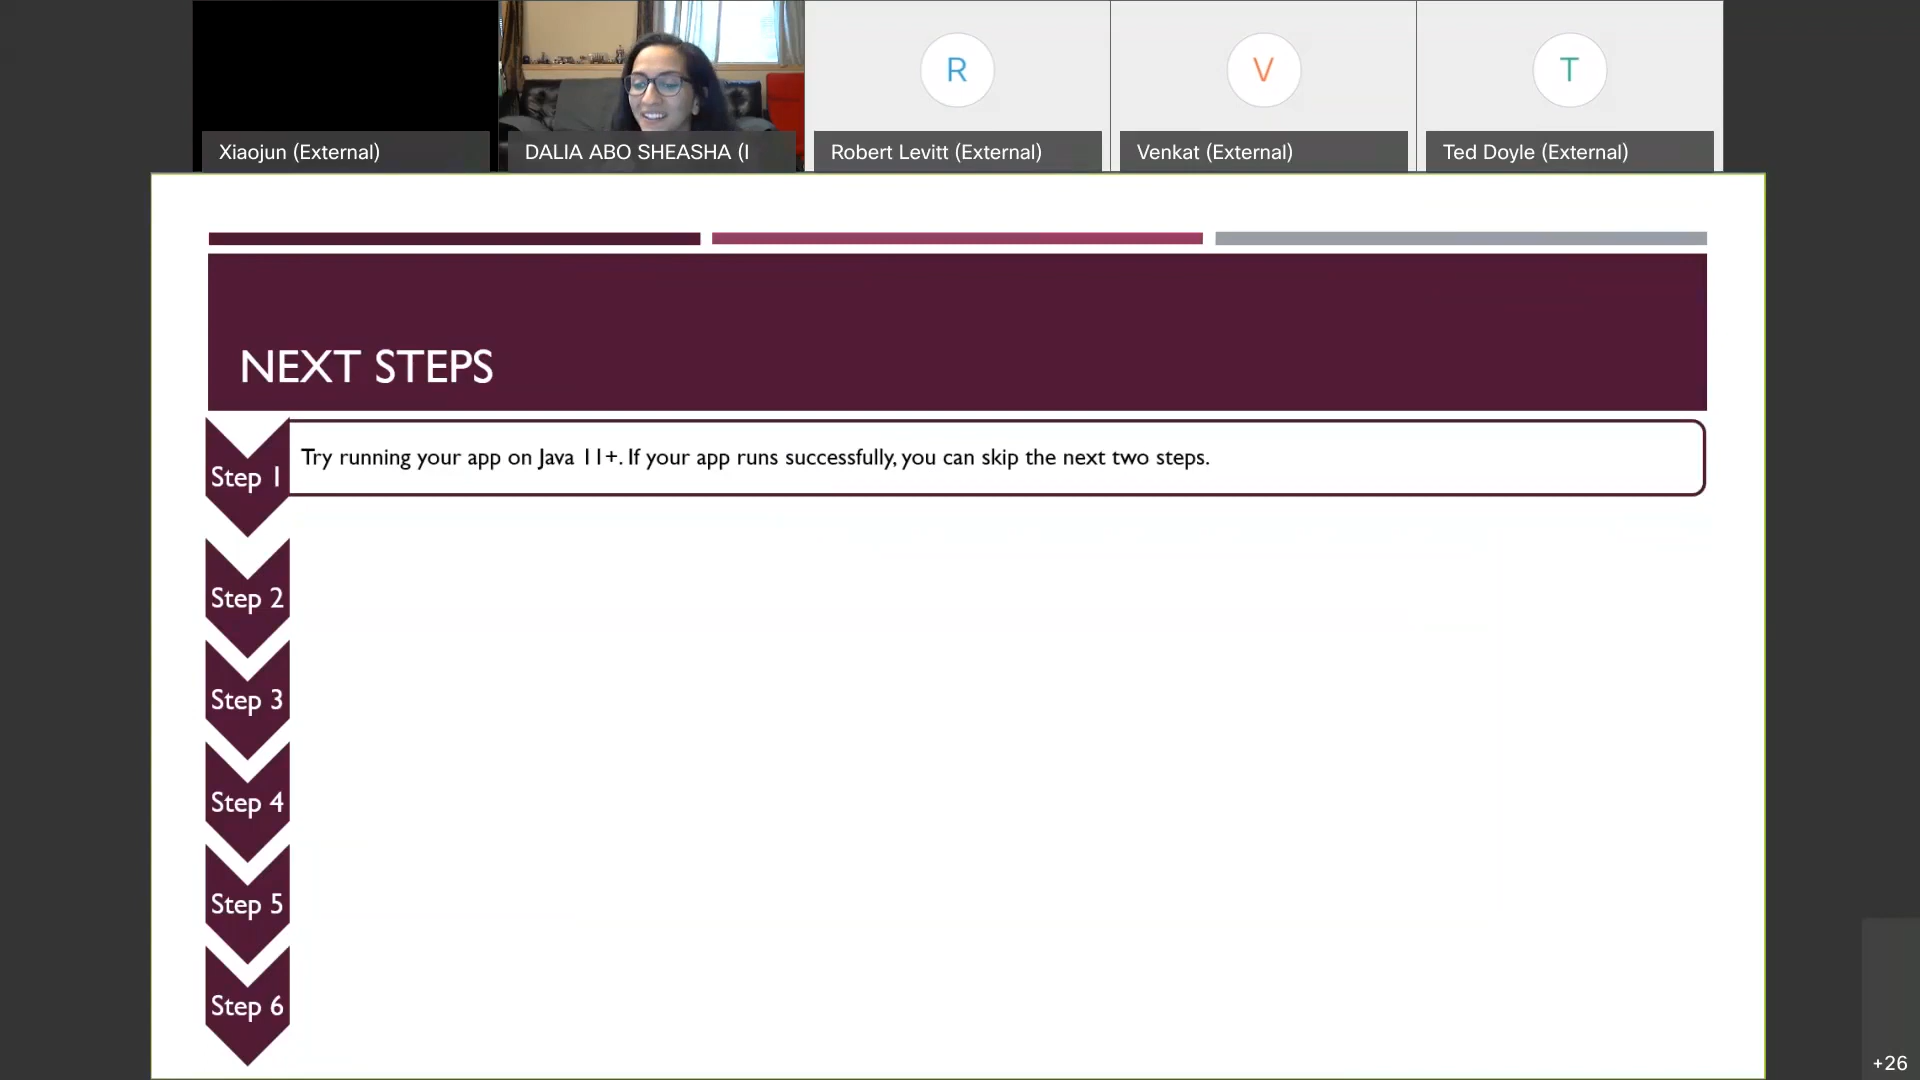 R
V
T
Xiaojun (External)
DALIA ABO SHEASHA (I
Robert Levitt (External)
Venkat (External)
Ted Doyle (External)
NEXT STEPS
Step 1
Try running your app on Java 11+. If your app runs successfully, you can skip the next two steps.
Step 2
Step 3
Step 4
Step 5
Step 6
+26